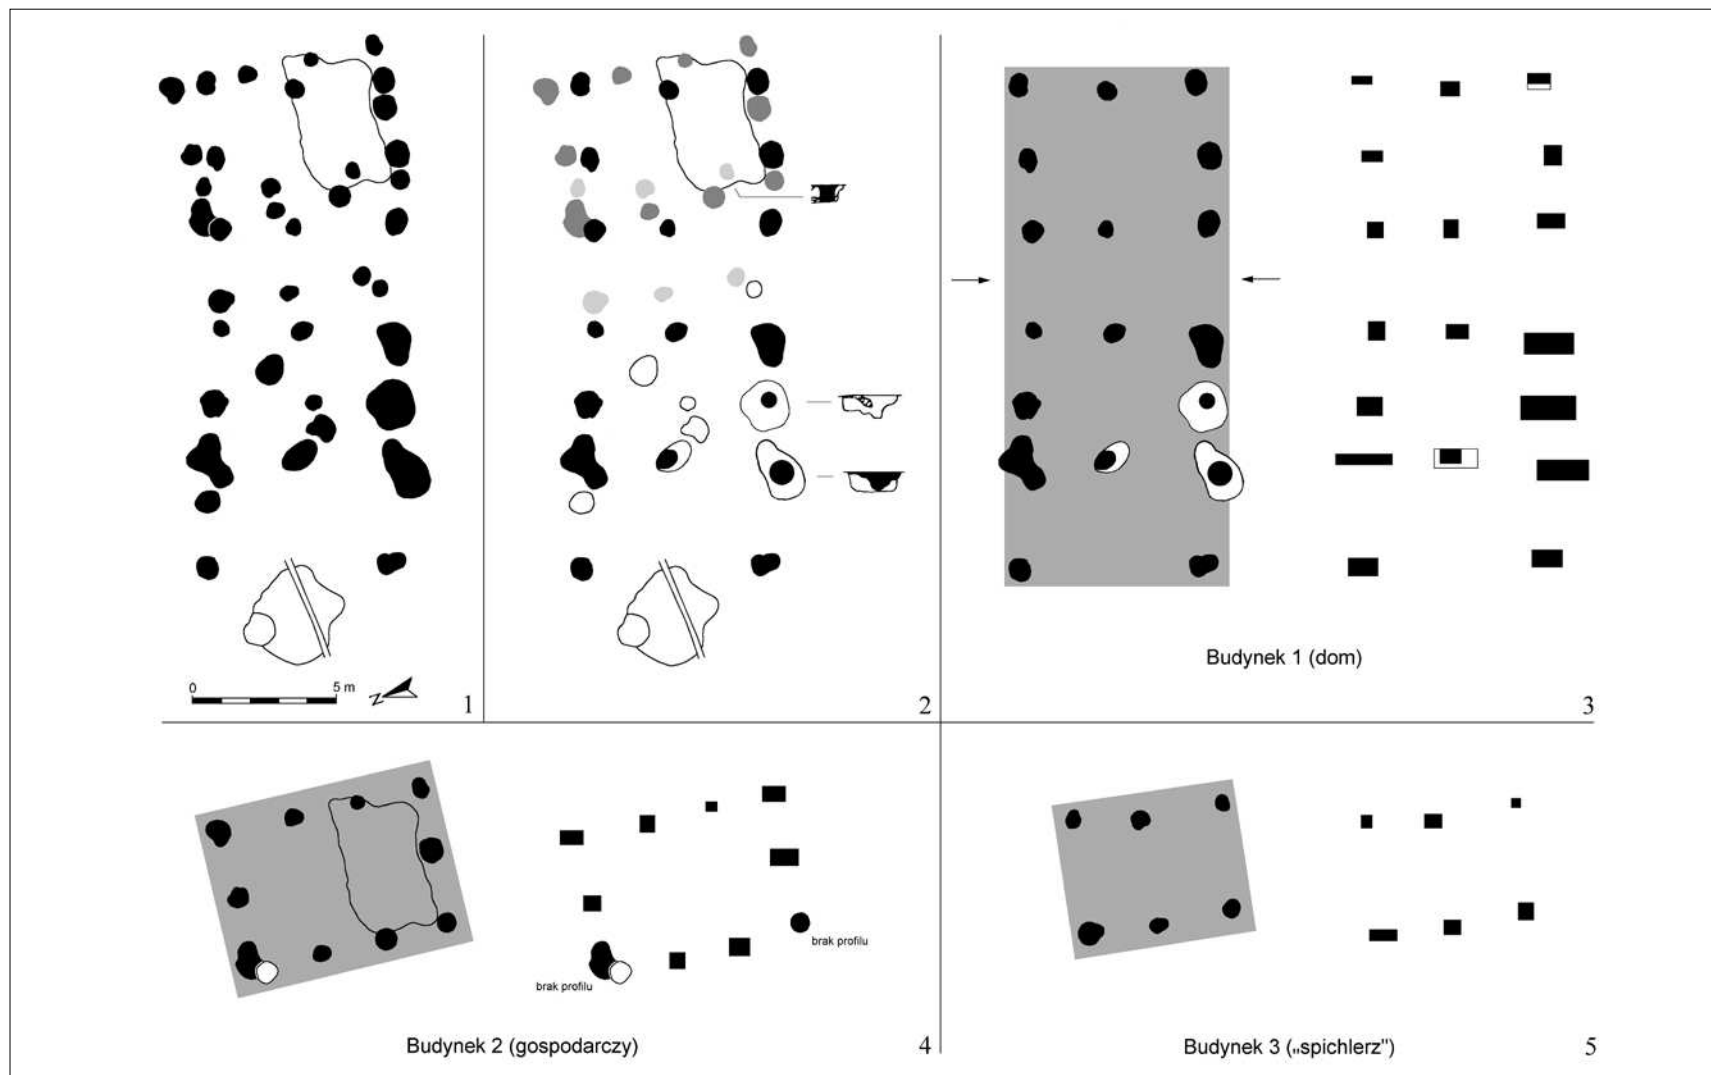 0 5 m
N
1
2
Budynek 1 (dom)
3
brak profilu
brak profilu
Budynek 2 (gospodarczy)
4
Budynek 3 („spichlerz")
5